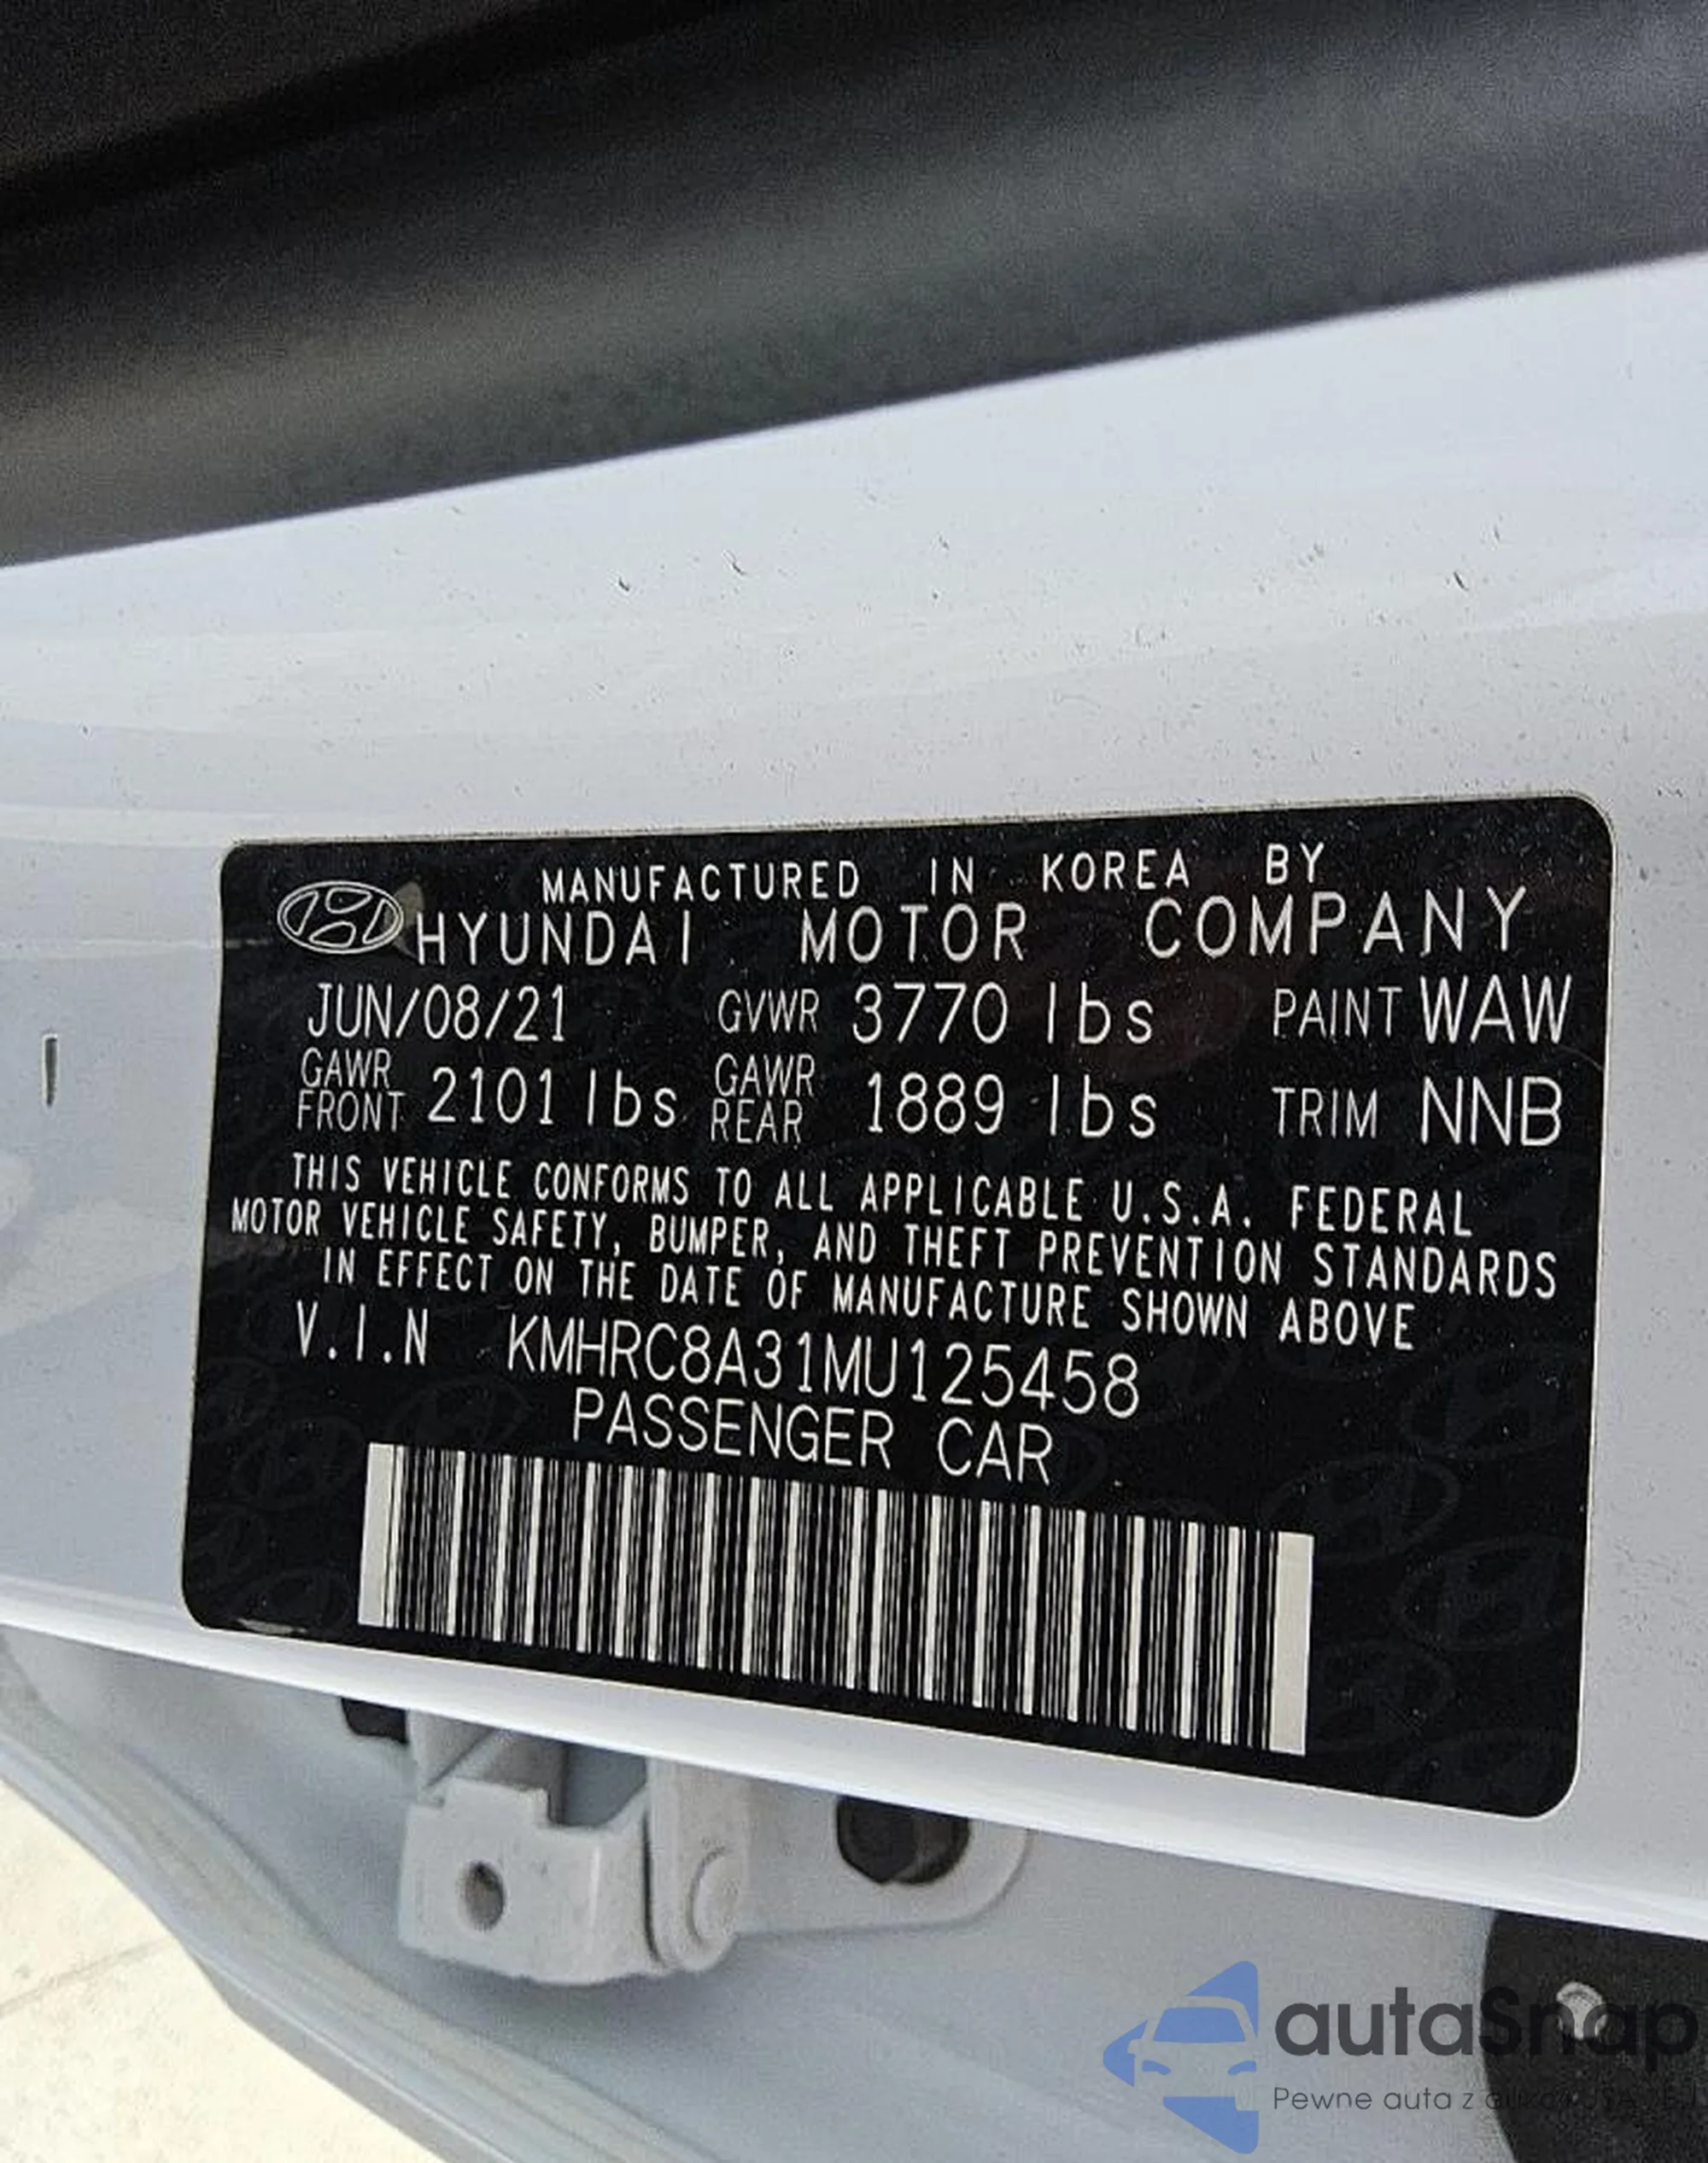 MANUFACTURED IN KOREA BY
HYUNDAI MOTOR COMPANY
JUN/08/21 GVWR 3770 lbs PAINT WAW
GAWR FRONT 2101 lbs GAWR REAR 1889 lbs TRIM NNB
THIS VEHICLE CONFORMS TO ALL APPLICABLE U.S.A. FEDERAL
MOTOR VEHICLE SAFETY, BUMPER, AND THEFT PREVENTION STANDARDS
IN EFFECT ON THE DATE OF MANUFACTURE SHOWN ABOVE
V.I.N KMHRC8A31MU125458
PASSENGER CAR
autaSnap
Pewne auta z